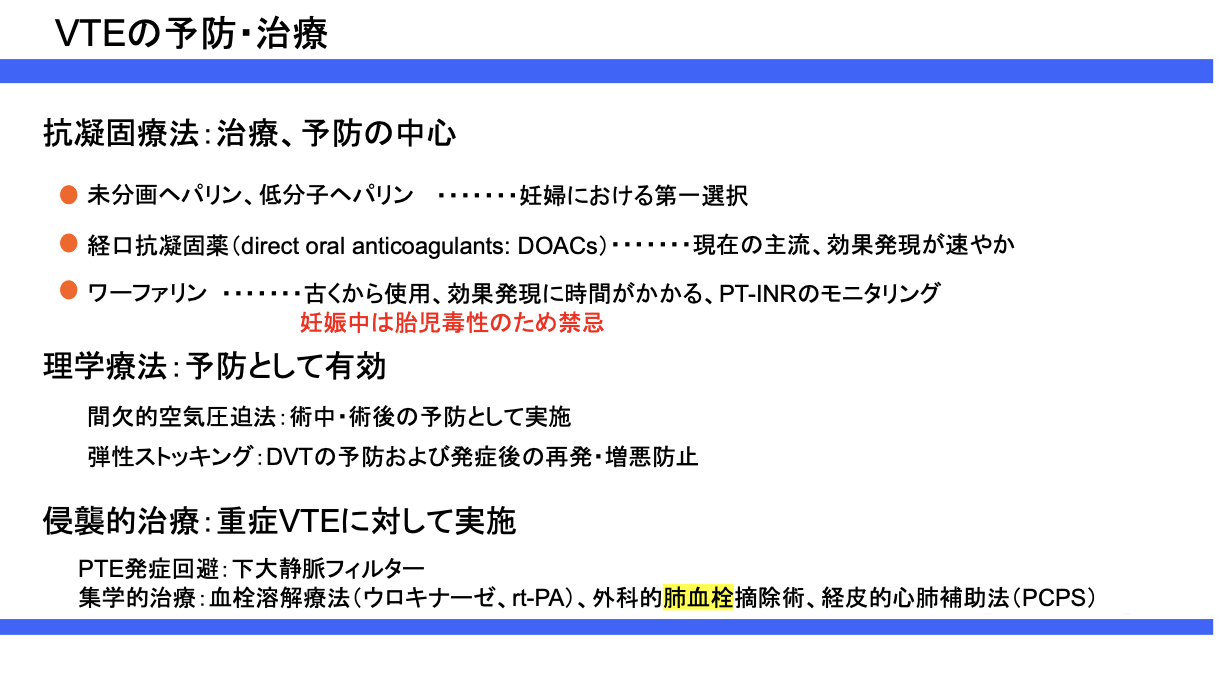 VTEの予防・治療
抗凝固療法：治療、予防の中心
● 未分画ヘパリン、低分子ヘパリン　・・・・・・・妊婦における第一選択
● 経口抗凝固薬（direct oral anticoagulants: DOACs）・・・・・・・現在の主流、効果発現が速やか
● ワーファリン　・・・・・・・古くから使用、効果発現に時間がかかる、PT-INRのモニタリング
妊娠中は胎児毒性のため禁忌
理学療法：予防として有効
間欠的空気圧迫法：術中・術後の予防として実施
弾性ストッキング：DVTの予防および発症後の再発・増悪防止
侵襲的治療：重症VTEに対して実施
PTE発症回避：下大静脈フィルター
集学的治療：血栓溶解療法（ウロキナーゼ、rt-PA）、外科的肺血栓摘除術、経皮的心肺補助法（PCPS）